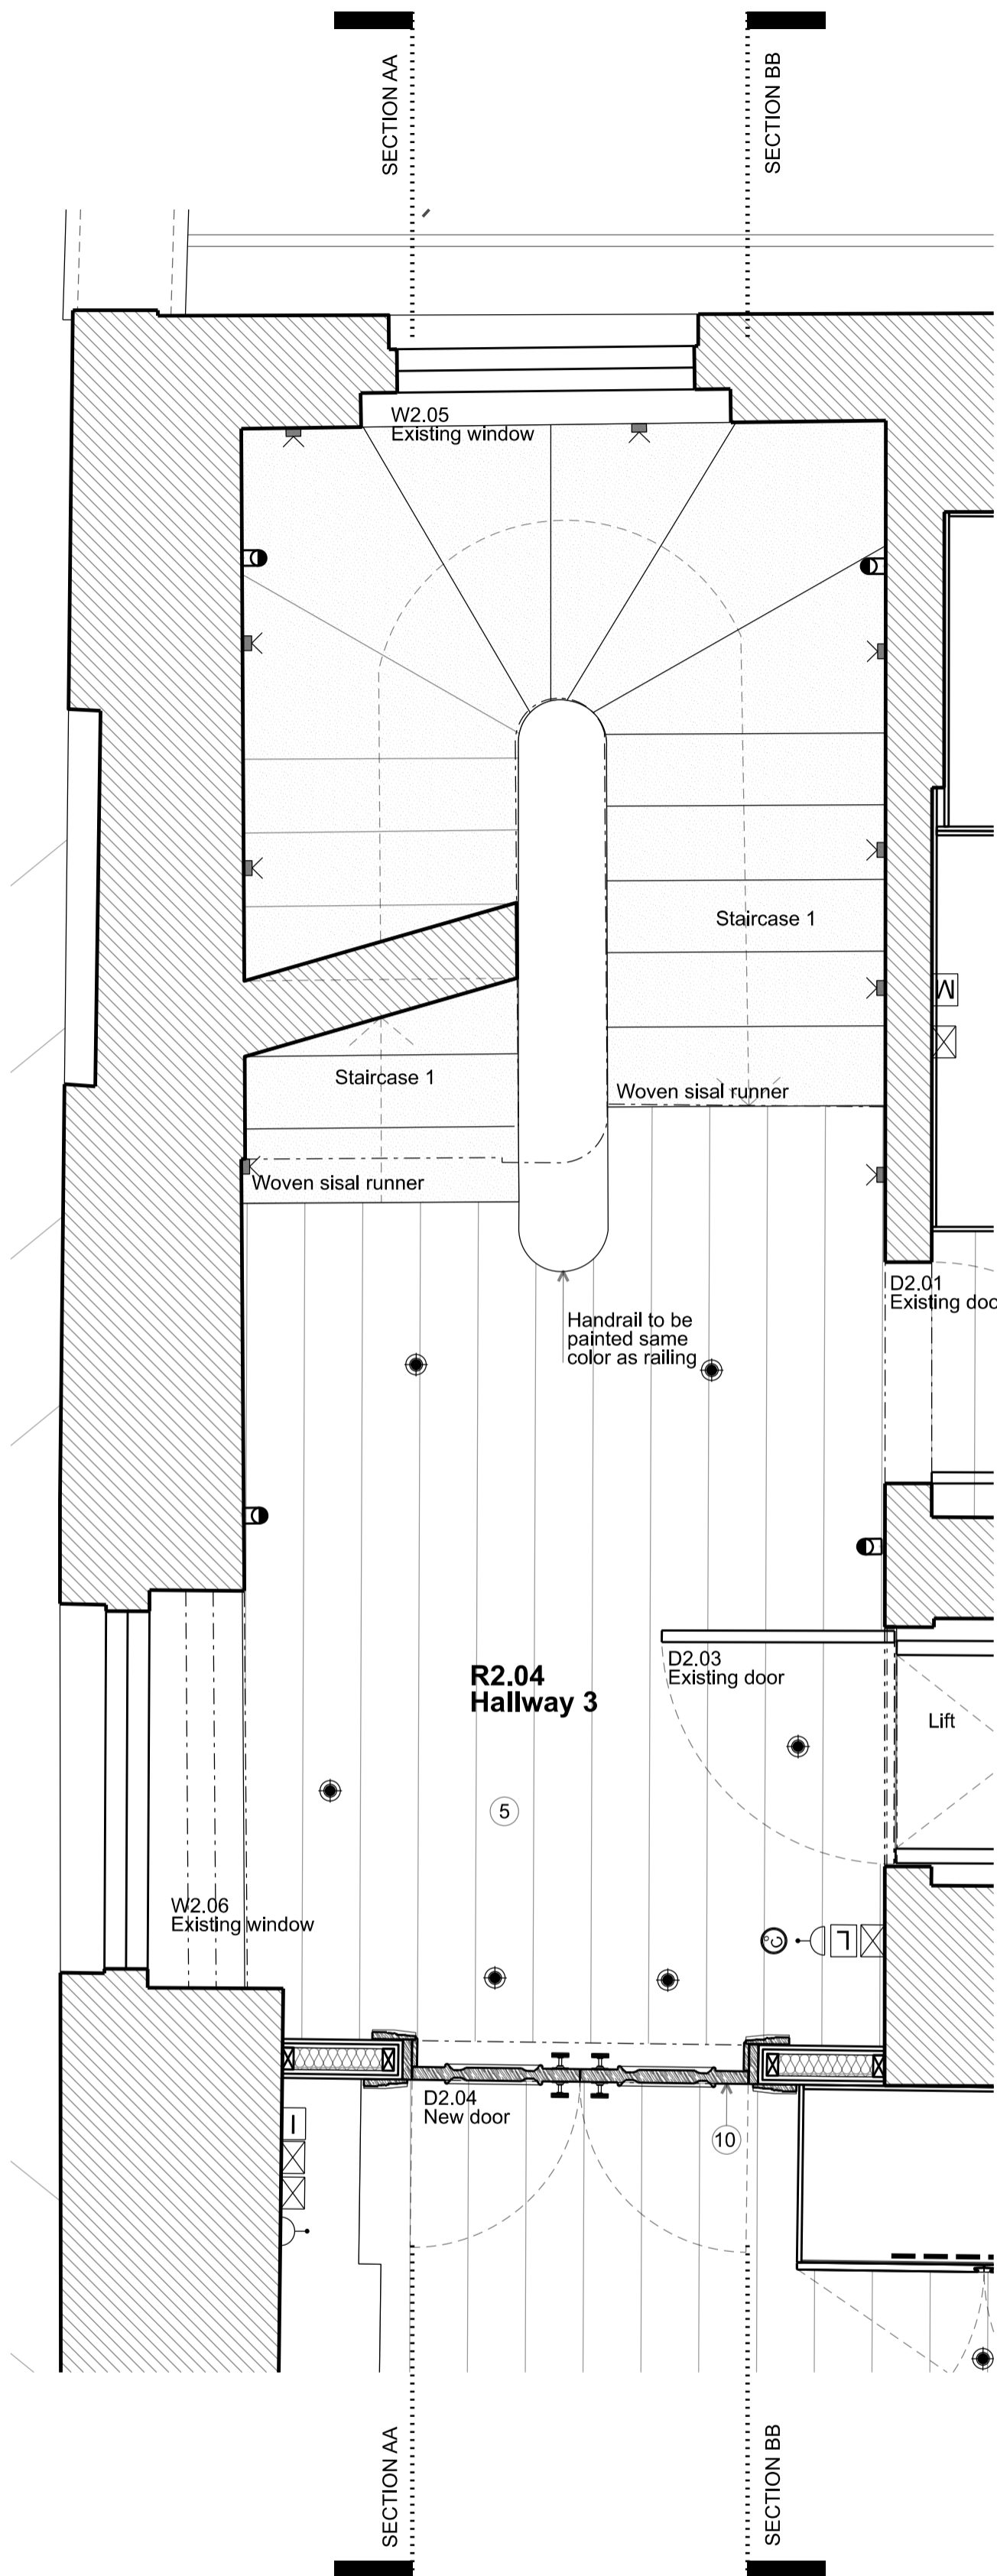 SECTION AA
SECTION BB
W2.05
Existing window
Staircase 1
M
Staircase 1
Woven sisal runner
Woven sisal runner
D2.01
Existing doo
Handrail to be
painted same
color as railing
D2.03
Existing door
R2.04
Hallway 3
Lift
5
W2.06
Existing window
°C
L
D2.04
New door
I
10
SECTION AA
SECTION BB